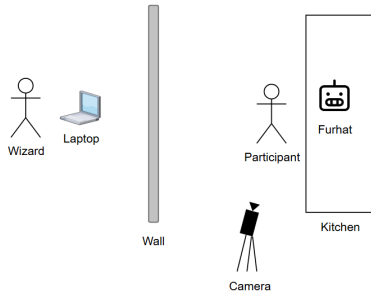 Wizard
Laptop
Wall
Participant
Furhat
Kitchen
Camera